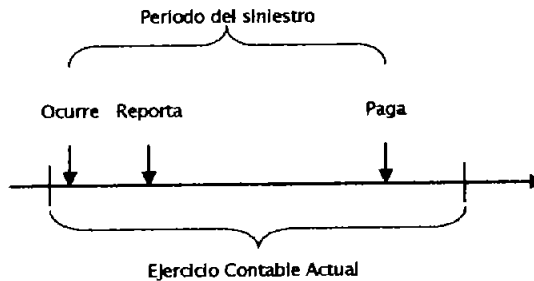 Periodo del siniestro
Ocurre Reporta Paga
Ejercicio Contable Actual